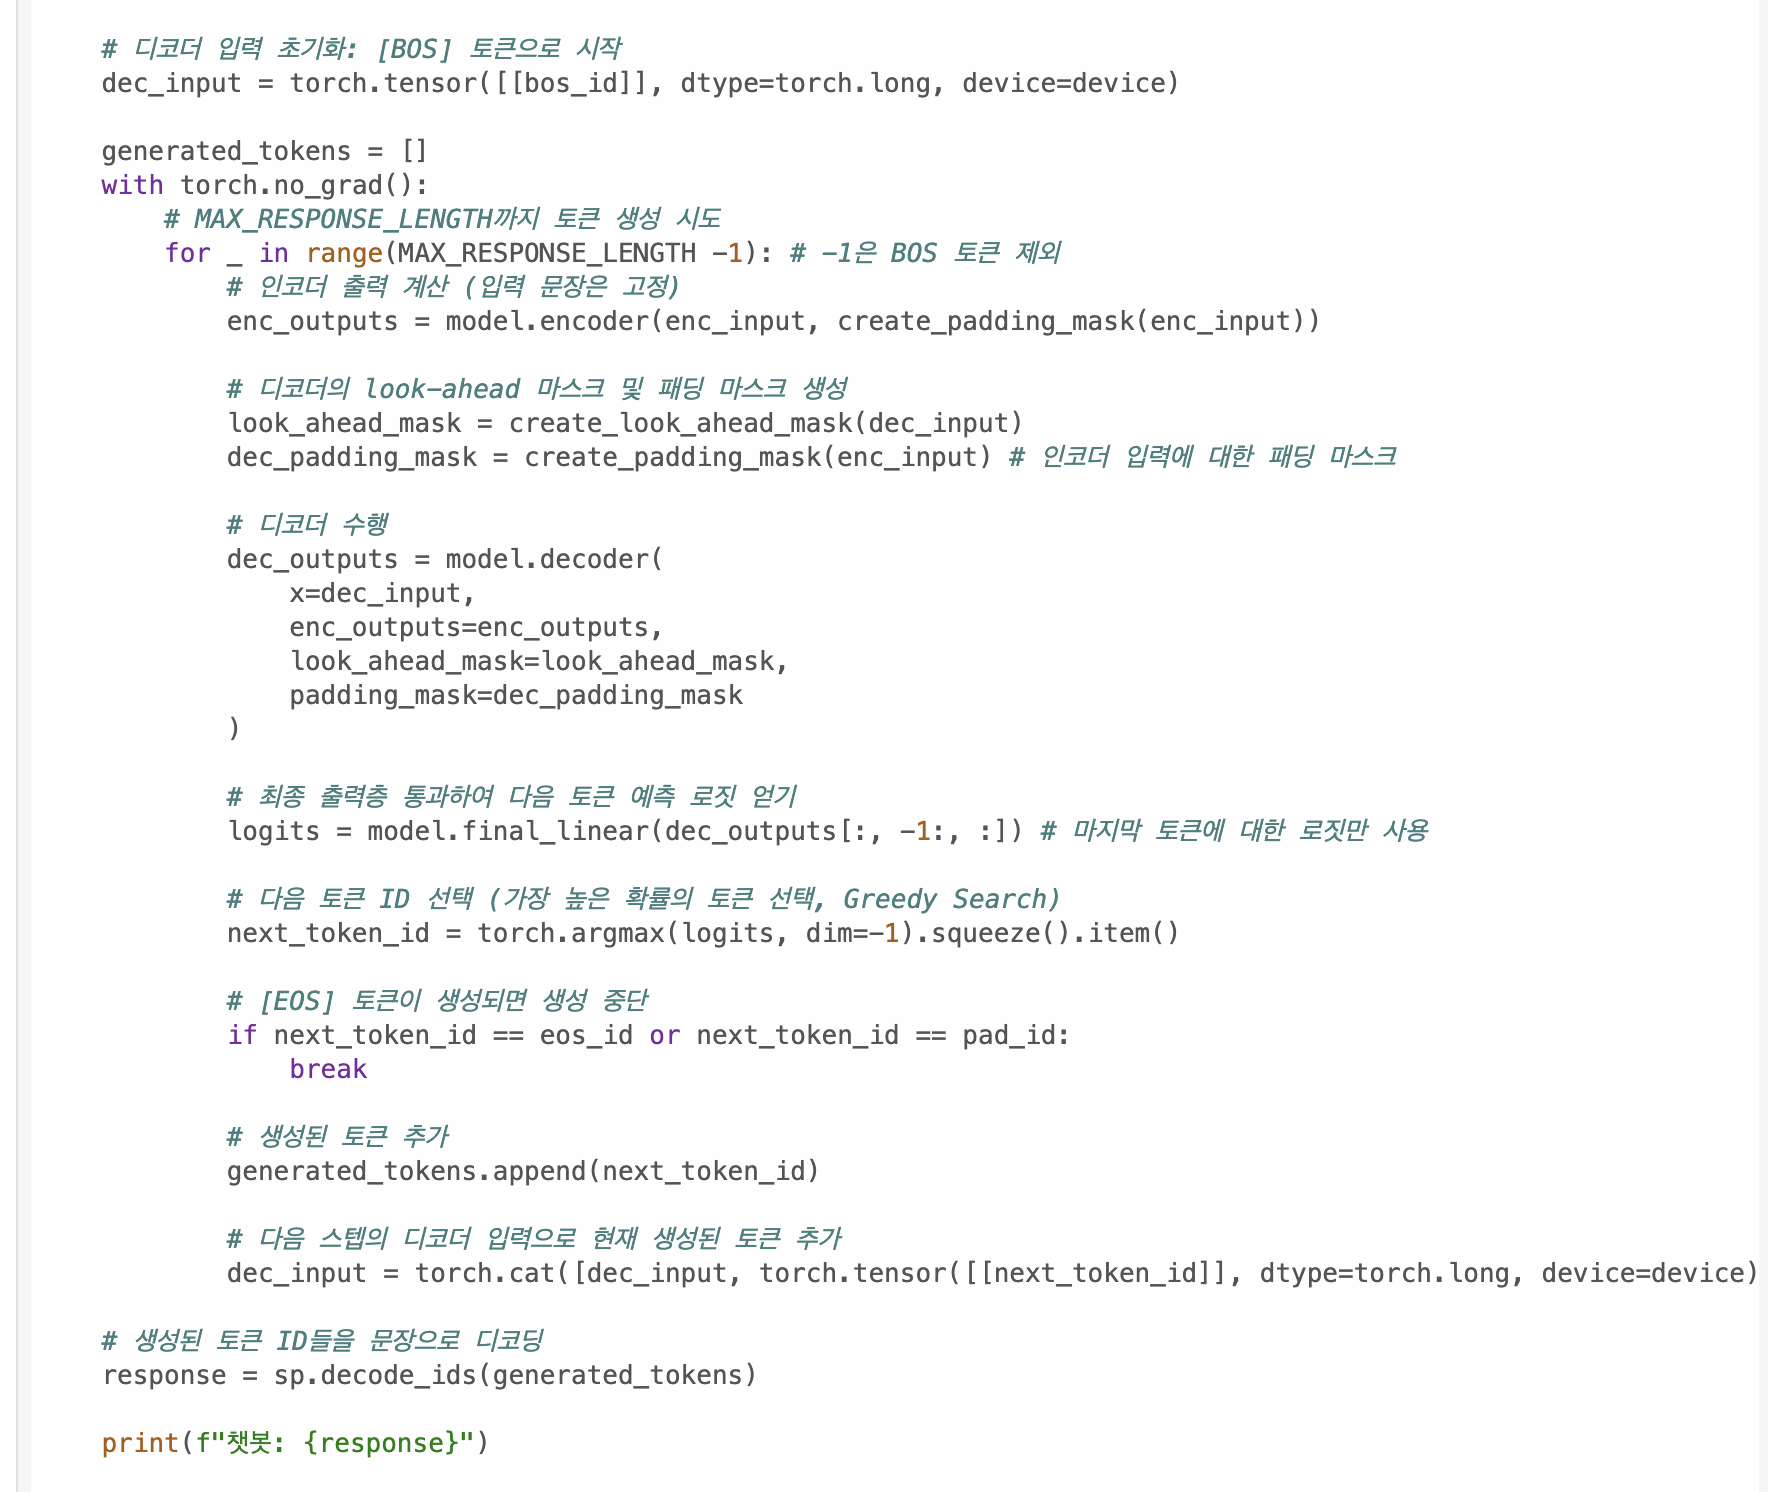 # 디코더 입력 초기화: [BOS] 토큰으로 시작
dec_input = torch.tensor([[bos_id]], dtype=torch.long, device=device)
generated_tokens = []
with torch.no_grad():
# MAX_RESPONSE_LENGTH까지 토큰 생성 시도
for _ in range(MAX_RESPONSE_LENGTH -1): # -1은 BOS 토큰 제외
# 인코더 출력 계산 (입력 문장은 고정)
enc_outputs = model.encoder(enc_input, create_padding_mask(enc_input))
# 디코더의 look-ahead 마스크 및 패딩 마스크 생성
look_ahead_mask = create_look_ahead_mask(dec_input)
dec_padding_mask = create_padding_mask(enc_input) # 인코더 입력에 대한 패딩 마스크
# 디코더 수행
dec_outputs = model.decoder(
x=dec_input,
enc_outputs=enc_outputs,
look_ahead_mask=look_ahead_mask,
padding_mask=dec_padding_mask
)
# 최종 출력층 통과하여 다음 토큰 예측 로짓 얻기
logits = model.final_linear(dec_outputs[:, -1:, :]) # 마지막 토큰에 대한 로짓만 사용
# 다음 토큰 ID 선택 (가장 높은 확률의 토큰 선택, Greedy Search)
next_token_id = torch.argmax(logits, dim=-1).squeeze().item()
# [EOS] 토큰이 생성되면 생성 중단
if next_token_id == eos_id or next_token_id == pad_id:
break
# 생성된 토큰 추가
generated_tokens.append(next_token_id)
# 다음 스텝의 디코더 입력으로 현재 생성된 토큰 추가
dec_input = torch.cat([dec_input, torch.tensor([[next_token_id]], dtype=torch.long, device=device)
# 생성된 토큰 ID들을 문장으로 디코딩
response = sp.decode_ids(generated_tokens)
print(f"챗봇: {response}")